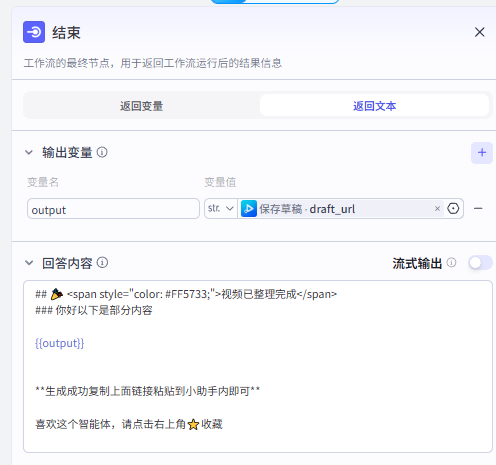 结束
工作流的最终节点，用于返回工作流运行后的结果信息
返回变量 返回文本
输出变量
变量名 变量值
output str. 保存草稿 - draft_url
回答内容 流式输出
## 🎉 <span style="color: #FF5733;">视频已整理完成</span>
### 你好以下是部分内容
{{output}}
**生成成功复制上面链接粘贴到小助手内即可**
喜欢这个智能体，请点击右上角⭐收藏